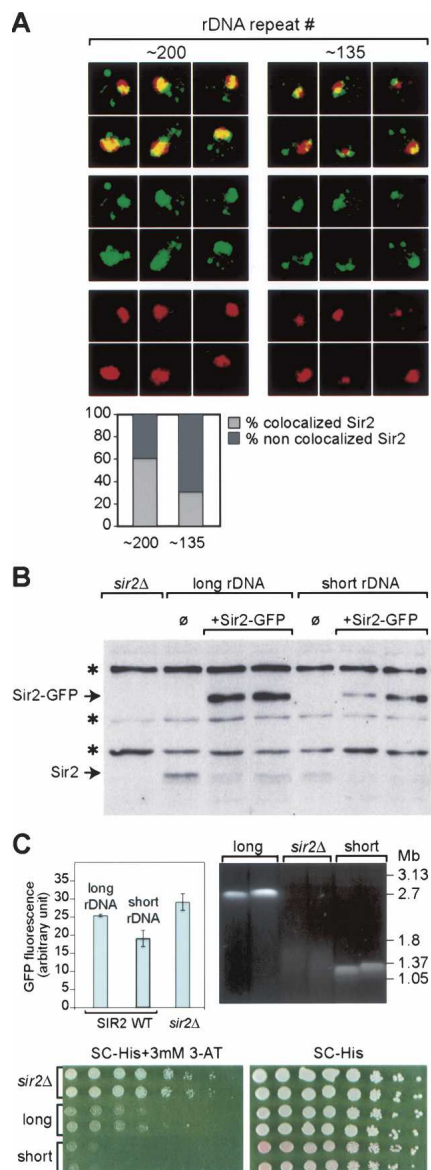 A
rDNA repeat #
~200 ~135
100
80
60
40
20
0
% colocalized Sir2
% non colocalized Sir2
~200 ~135
B
sir2Δ long rDNA short rDNA
ø +Sir2-GFP ø +Sir2-GFP
*
Sir2-GFP
*
*
Sir2
C
GFP fluorescence
(arbitrary unit)
35
30
25
20
15
10
5
0
long
rDNA
short
rDNA
SIR2 WT sir2Δ
long sir2Δ short Mb
3.13
2.7
1.8
1.37
1.05
SC-His+3mM 3-AT SC-His
sir2Δ
long
short